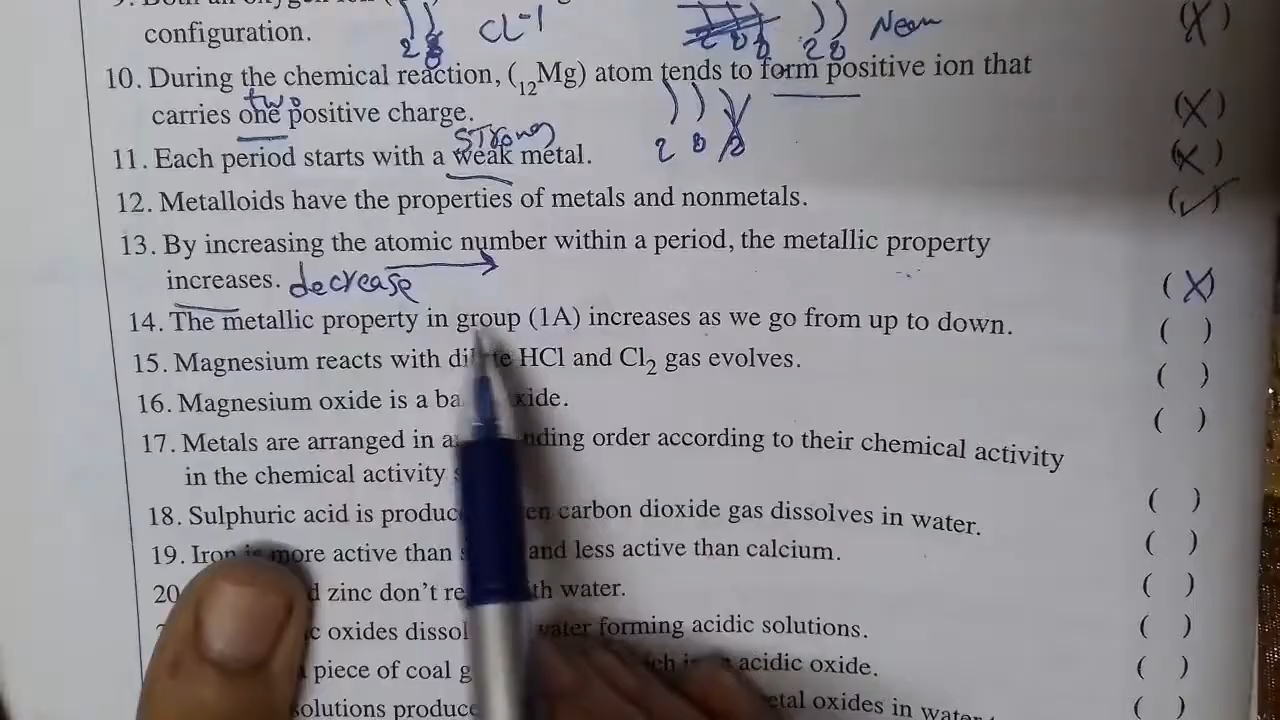 configuration. 2 8 CL-1 2 8 Neon (X)
10. During the chemical reaction, (12Mg) atom tends to form positive ion that
two
carries one positive charge. 2 8 2 (X)
strong
11. Each period starts with a weak metal. (X)
12. Metalloids have the properties of metals and nonmetals. (✓)
13. By increasing the atomic number within a period, the metallic property
increases. decrease (X)
14. The metallic property in group (1A) increases as we go from up to down. ( )
15. Magnesium reacts with dilute HCl and Cl2 gas evolves. ( )
16. Magnesium oxide is a ba xide. ( )
17. Metals are arranged in a nding order according to their chemical activity
in the chemical activity ( )
18. Sulphuric acid is produc en carbon dioxide gas dissolves in water. ( )
19. Iron is more active than and less active than calcium. ( )
20 d zinc don't re th water. ( )
c oxides dissol water forming acidic solutions. ( )
piece of coal g acidic oxide. ( )
solutions produce etal oxides in water ( )